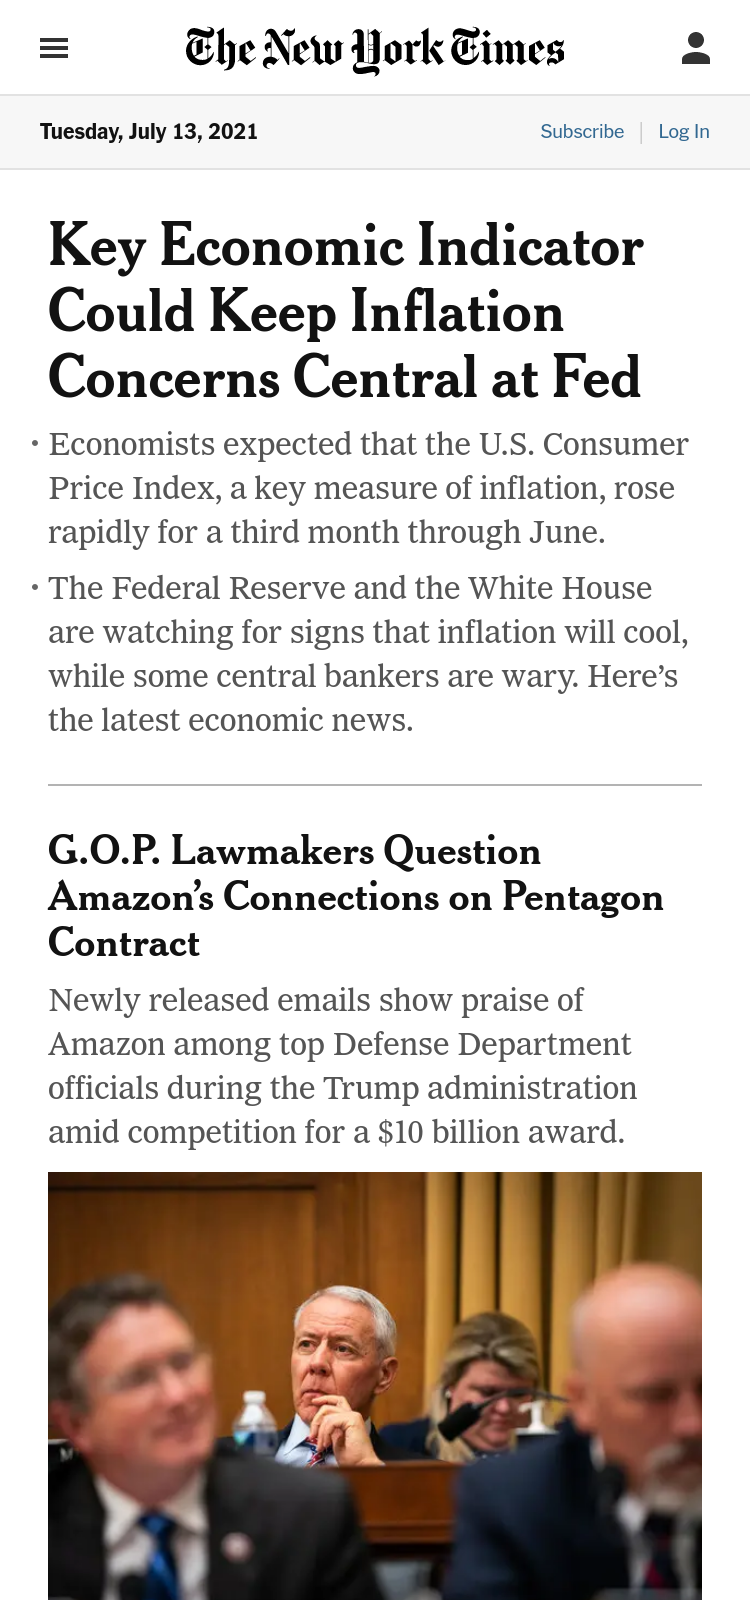 The New York Times
Tuesday, July 13, 2021
Subscribe
Log In
Key Economic Indicator
Could Keep Inflation
Concerns Central at Fed
• Economists expected that the U.S. Consumer
Price Index, a key measure of inflation, rose
rapidly for a third month through June.
• The Federal Reserve and the White House
are watching for signs that inflation will cool,
while some central bankers are wary. Here’s
the latest economic news.
G.O.P. Lawmakers Question
Amazon’s Connections on Pentagon
Contract
Newly released emails show praise of
Amazon among top Defense Department
officials during the Trump administration
amid competition for a $10 billion award.